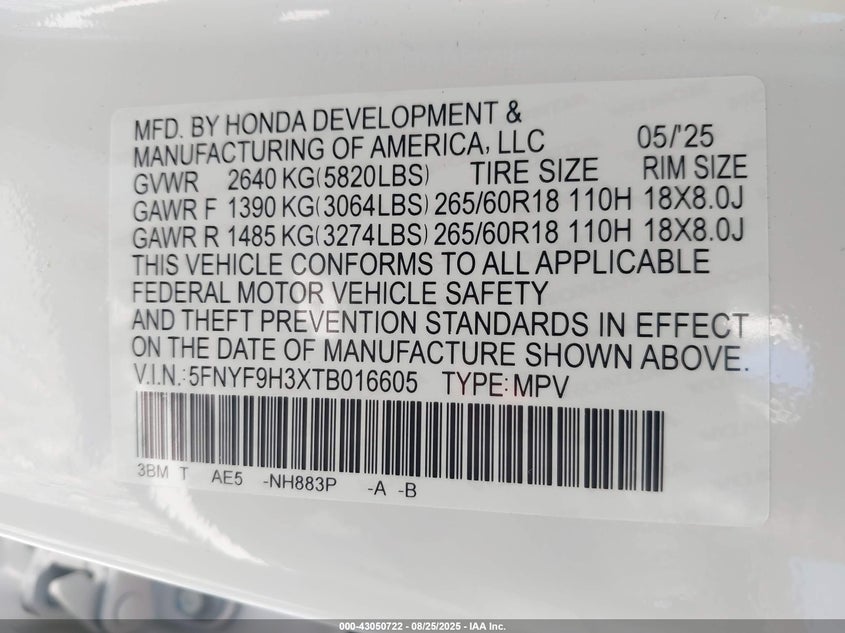 MFD. BY HONDA DEVELOPMENT &
MANUFACTURING OF AMERICA, LLC 05/'25
GVWR 2640 KG(5820LBS) TIRE SIZE RIM SIZE
GAWR F 1390 KG(3064LBS) 265/60R18 110H 18X8.0J
GAWR R 1485 KG(3274LBS) 265/60R18 110H 18X8.0J
THIS VEHICLE CONFORMS TO ALL APPLICABLE
FEDERAL MOTOR VEHICLE SAFETY
AND THEFT PREVENTION STANDARDS IN EFFECT
ON THE DATE OF MANUFACTURE SHOWN ABOVE.
V.I.N.: 5FNYF9H3XTB016605 TYPE: MPV
3BM T AE5 -NH883P -A -B
000-43050722 - 08/25/2025 - IAA Inc.